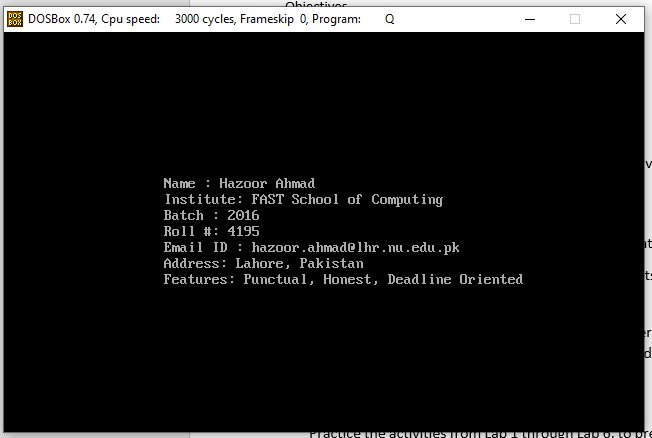 Objectives
DOSBox 0.74, Cpu speed: 3000 cycles, Frameskip 0, Program: Q
Name : Hazoor Ahmad
Institute: FAST School of Computing
Batch : 2016
Roll #: 4195
Email ID : hazoor.ahmad@lhr.nu.edu.pk
Address: Lahore, Pakistan
Features: Punctual, Honest, Deadline Oriented
Practice the activities from Lab 1 through Lab 6, to pre